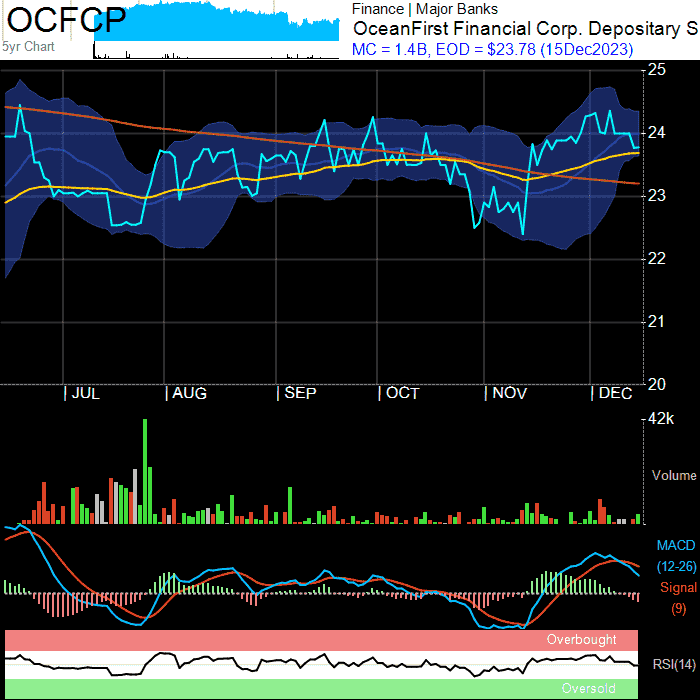 OCFCP
5yr Chart
Finance | Major Banks
OceanFirst Financial Corp. Depositary S
MC = 1.4B, EOD = $23.78 (15Dec2023)
25
24
23
22
21
20
| JUL | AUG | SEP | OCT | NOV | DEC
42k
Volume
MACD
(12-26)
Signal
(9)
Overbought
RSI(14)
Oversold